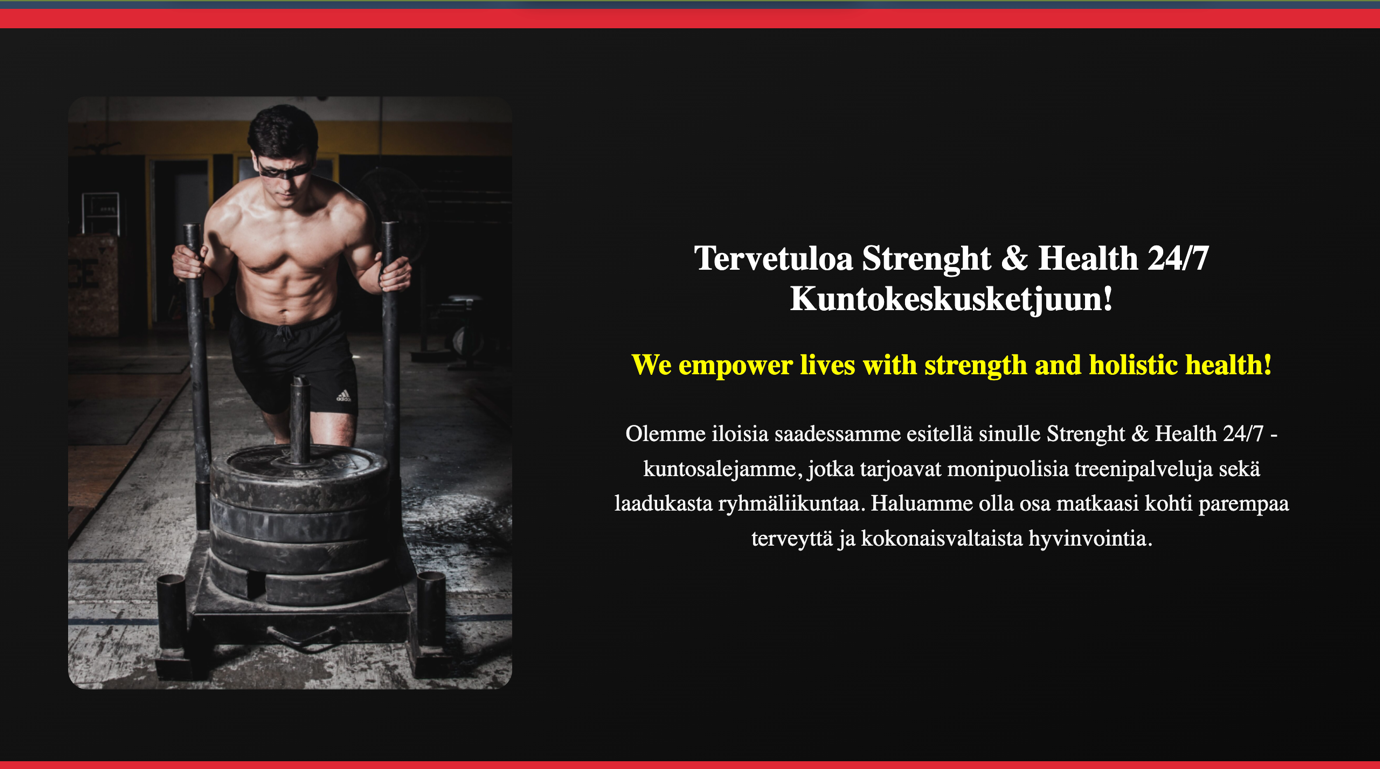 Tervetuloa Strenght & Health 24/7
Kuntokeskusketjuun!
We empower lives with strength and holistic health!
Olemme iloisia saadessamme esitellä sinulle Strenght & Health 24/7 -
kuntosalejamme, jotka tarjoavat monipuolisia treenipalveluja sekä
laadukasta ryhmäliikuntaa. Haluamme olla osa matkaasi kohti parempaa
terveyttä ja kokonaisvaltaista hyvinvointia.
adidas